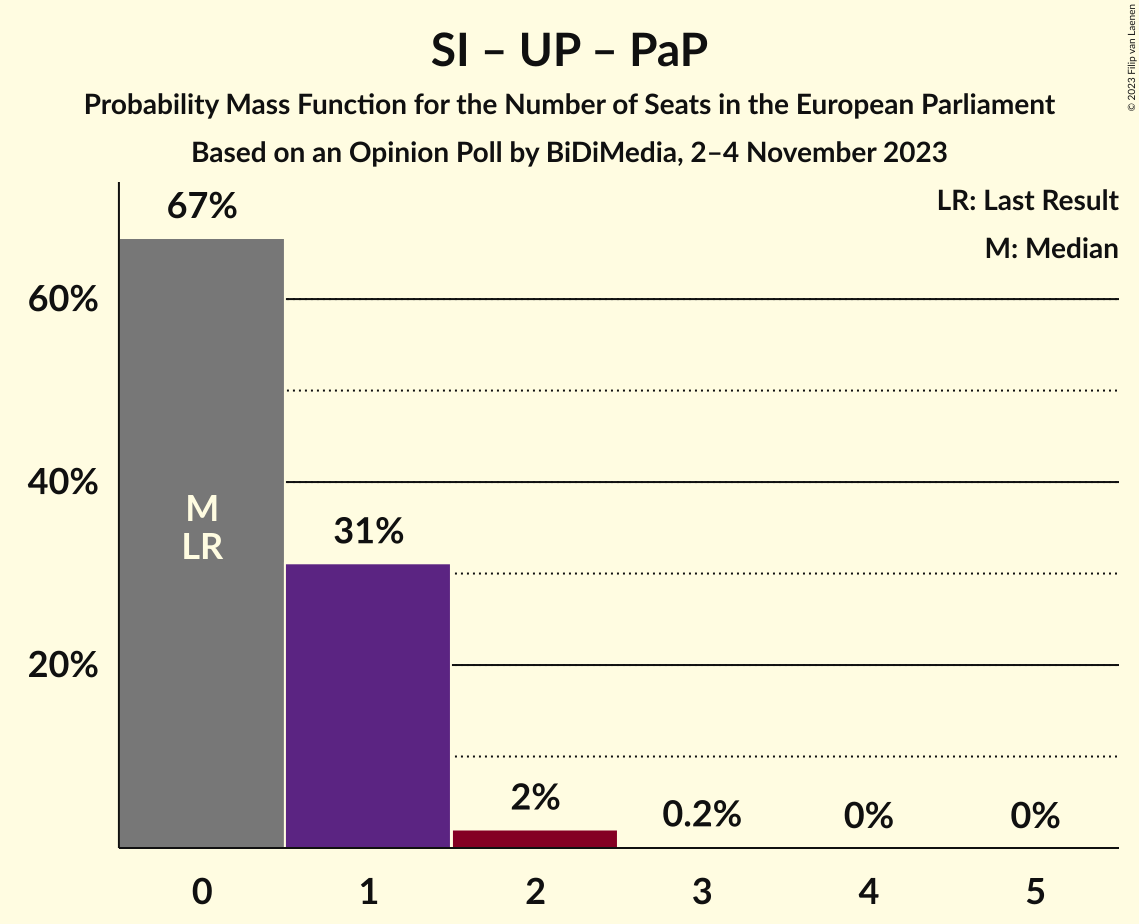 SI – UP – PaP
Probability Mass Function for the Number of Seats in the European Parliament
Based on an Opinion Poll by BiDiMedia, 2–4 November 2023
© 2023 Filip van Laenen
LR: Last Result
M: Median
67%
60%
40%
M
LR
31%
20%
2%
0.2%
0%
0%
0
1
2
3
4
5